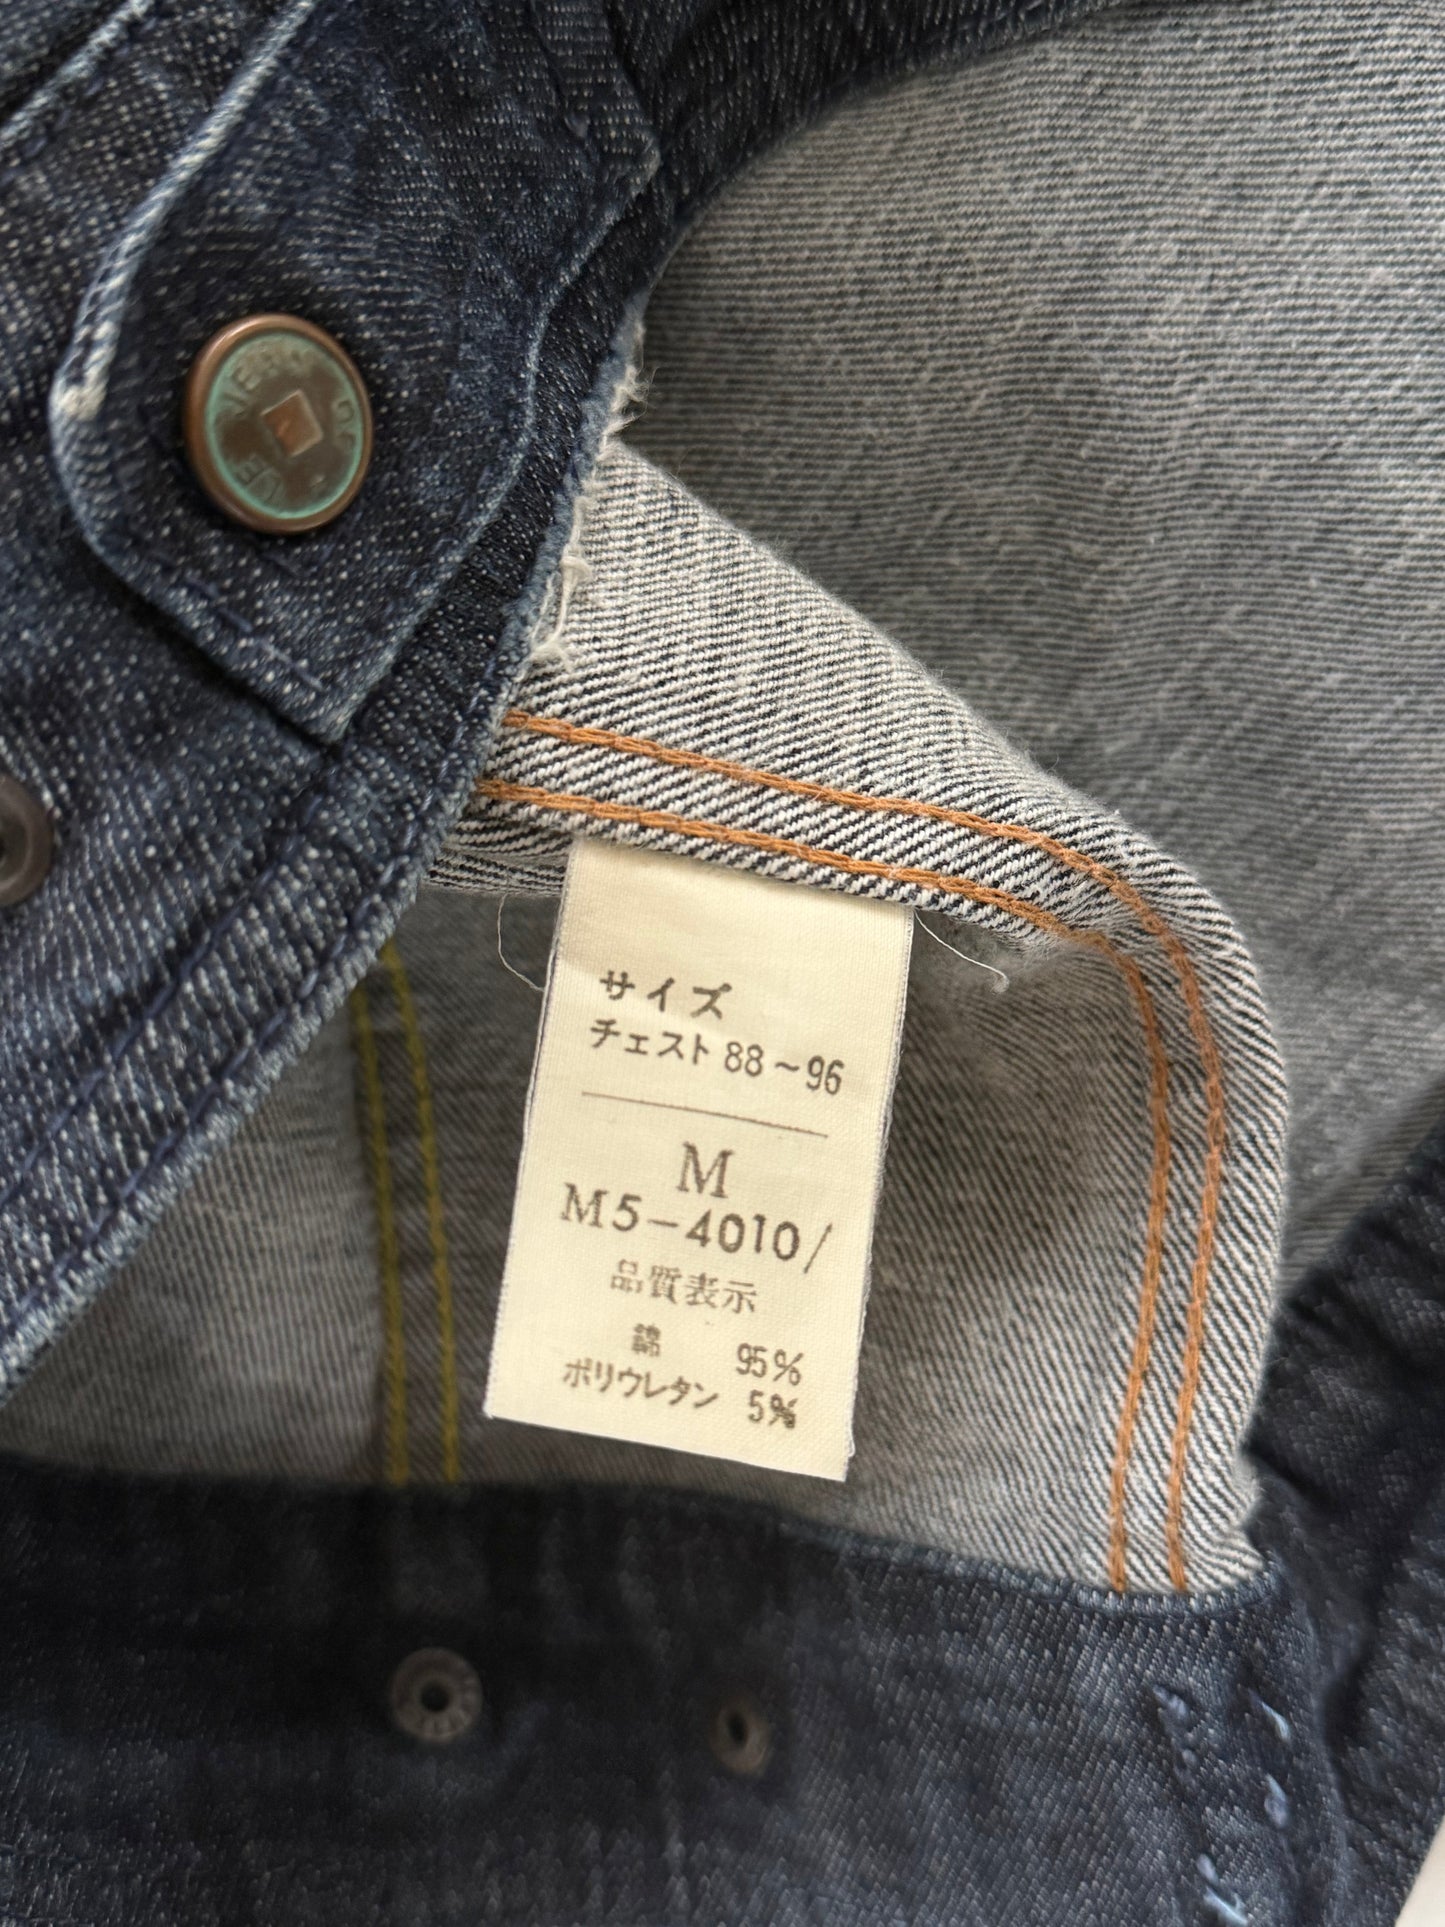 サイズ
チェスト 88～96
M
M5-4010/
品質表示
綿 95%
ポリウレタン 5%